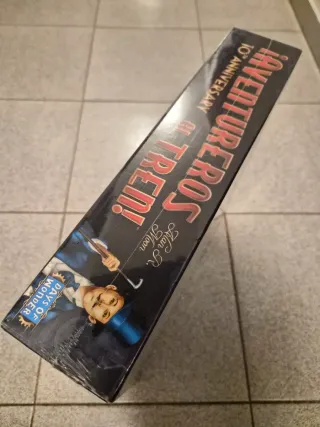 ¡AVENTUREROS
10th ANNIVERSARY
AL TREN!
Alan R.
Moon
DAYS OF
WONDER